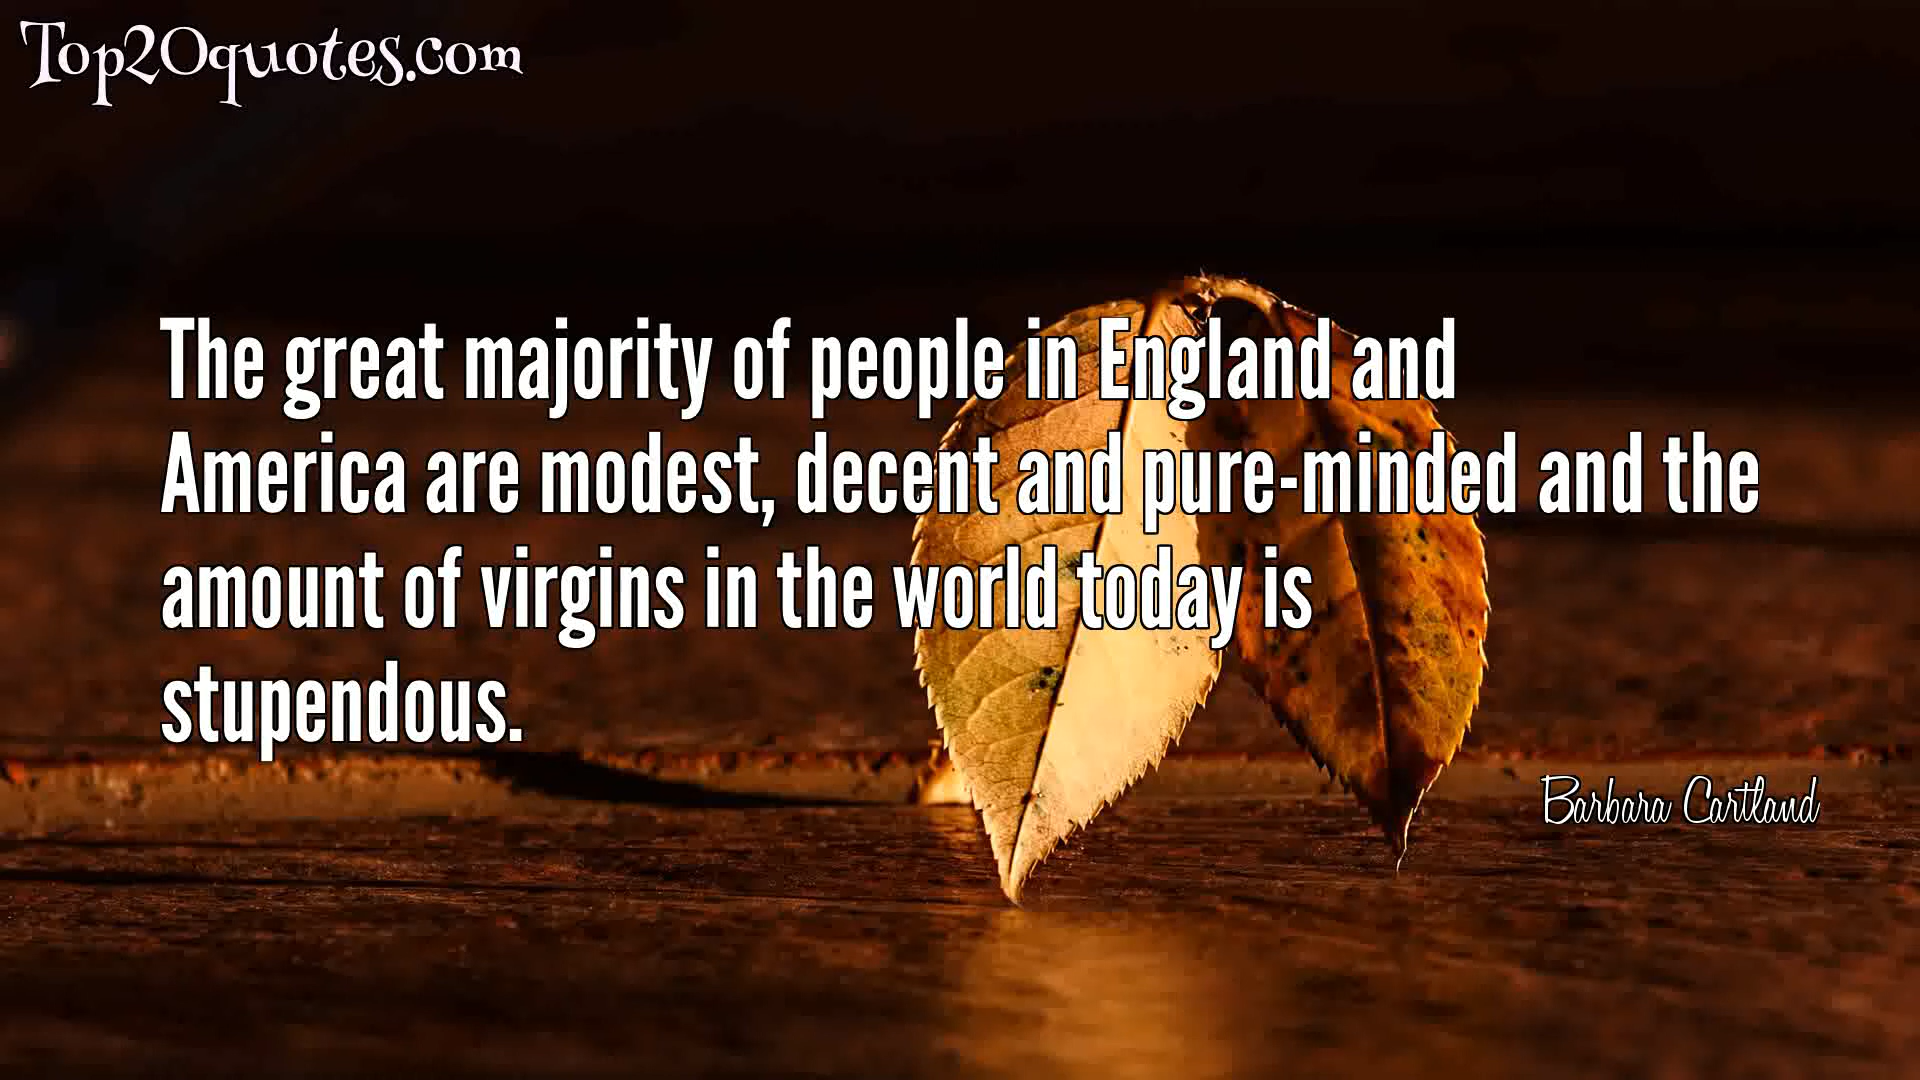 Top20quotes.com
The great majority of people in England and
America are modest, decent and pure-minded and the
amount of virgins in the world today is
stupendous.
Barbara Cartland